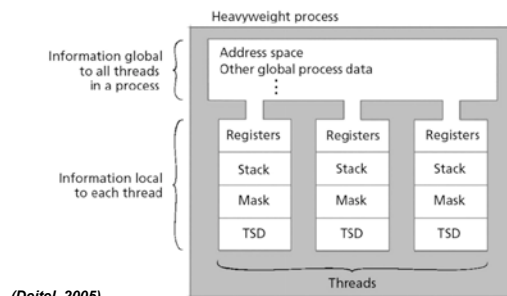 Heavyweight process
Information global
to all threads
in a process
Address space
Other global process data
⋮
Information local
to each thread
Registers Registers Registers
Stack Stack Stack
Mask Mask Mask
TSD TSD TSD
Threads
(Deitel, 2005)